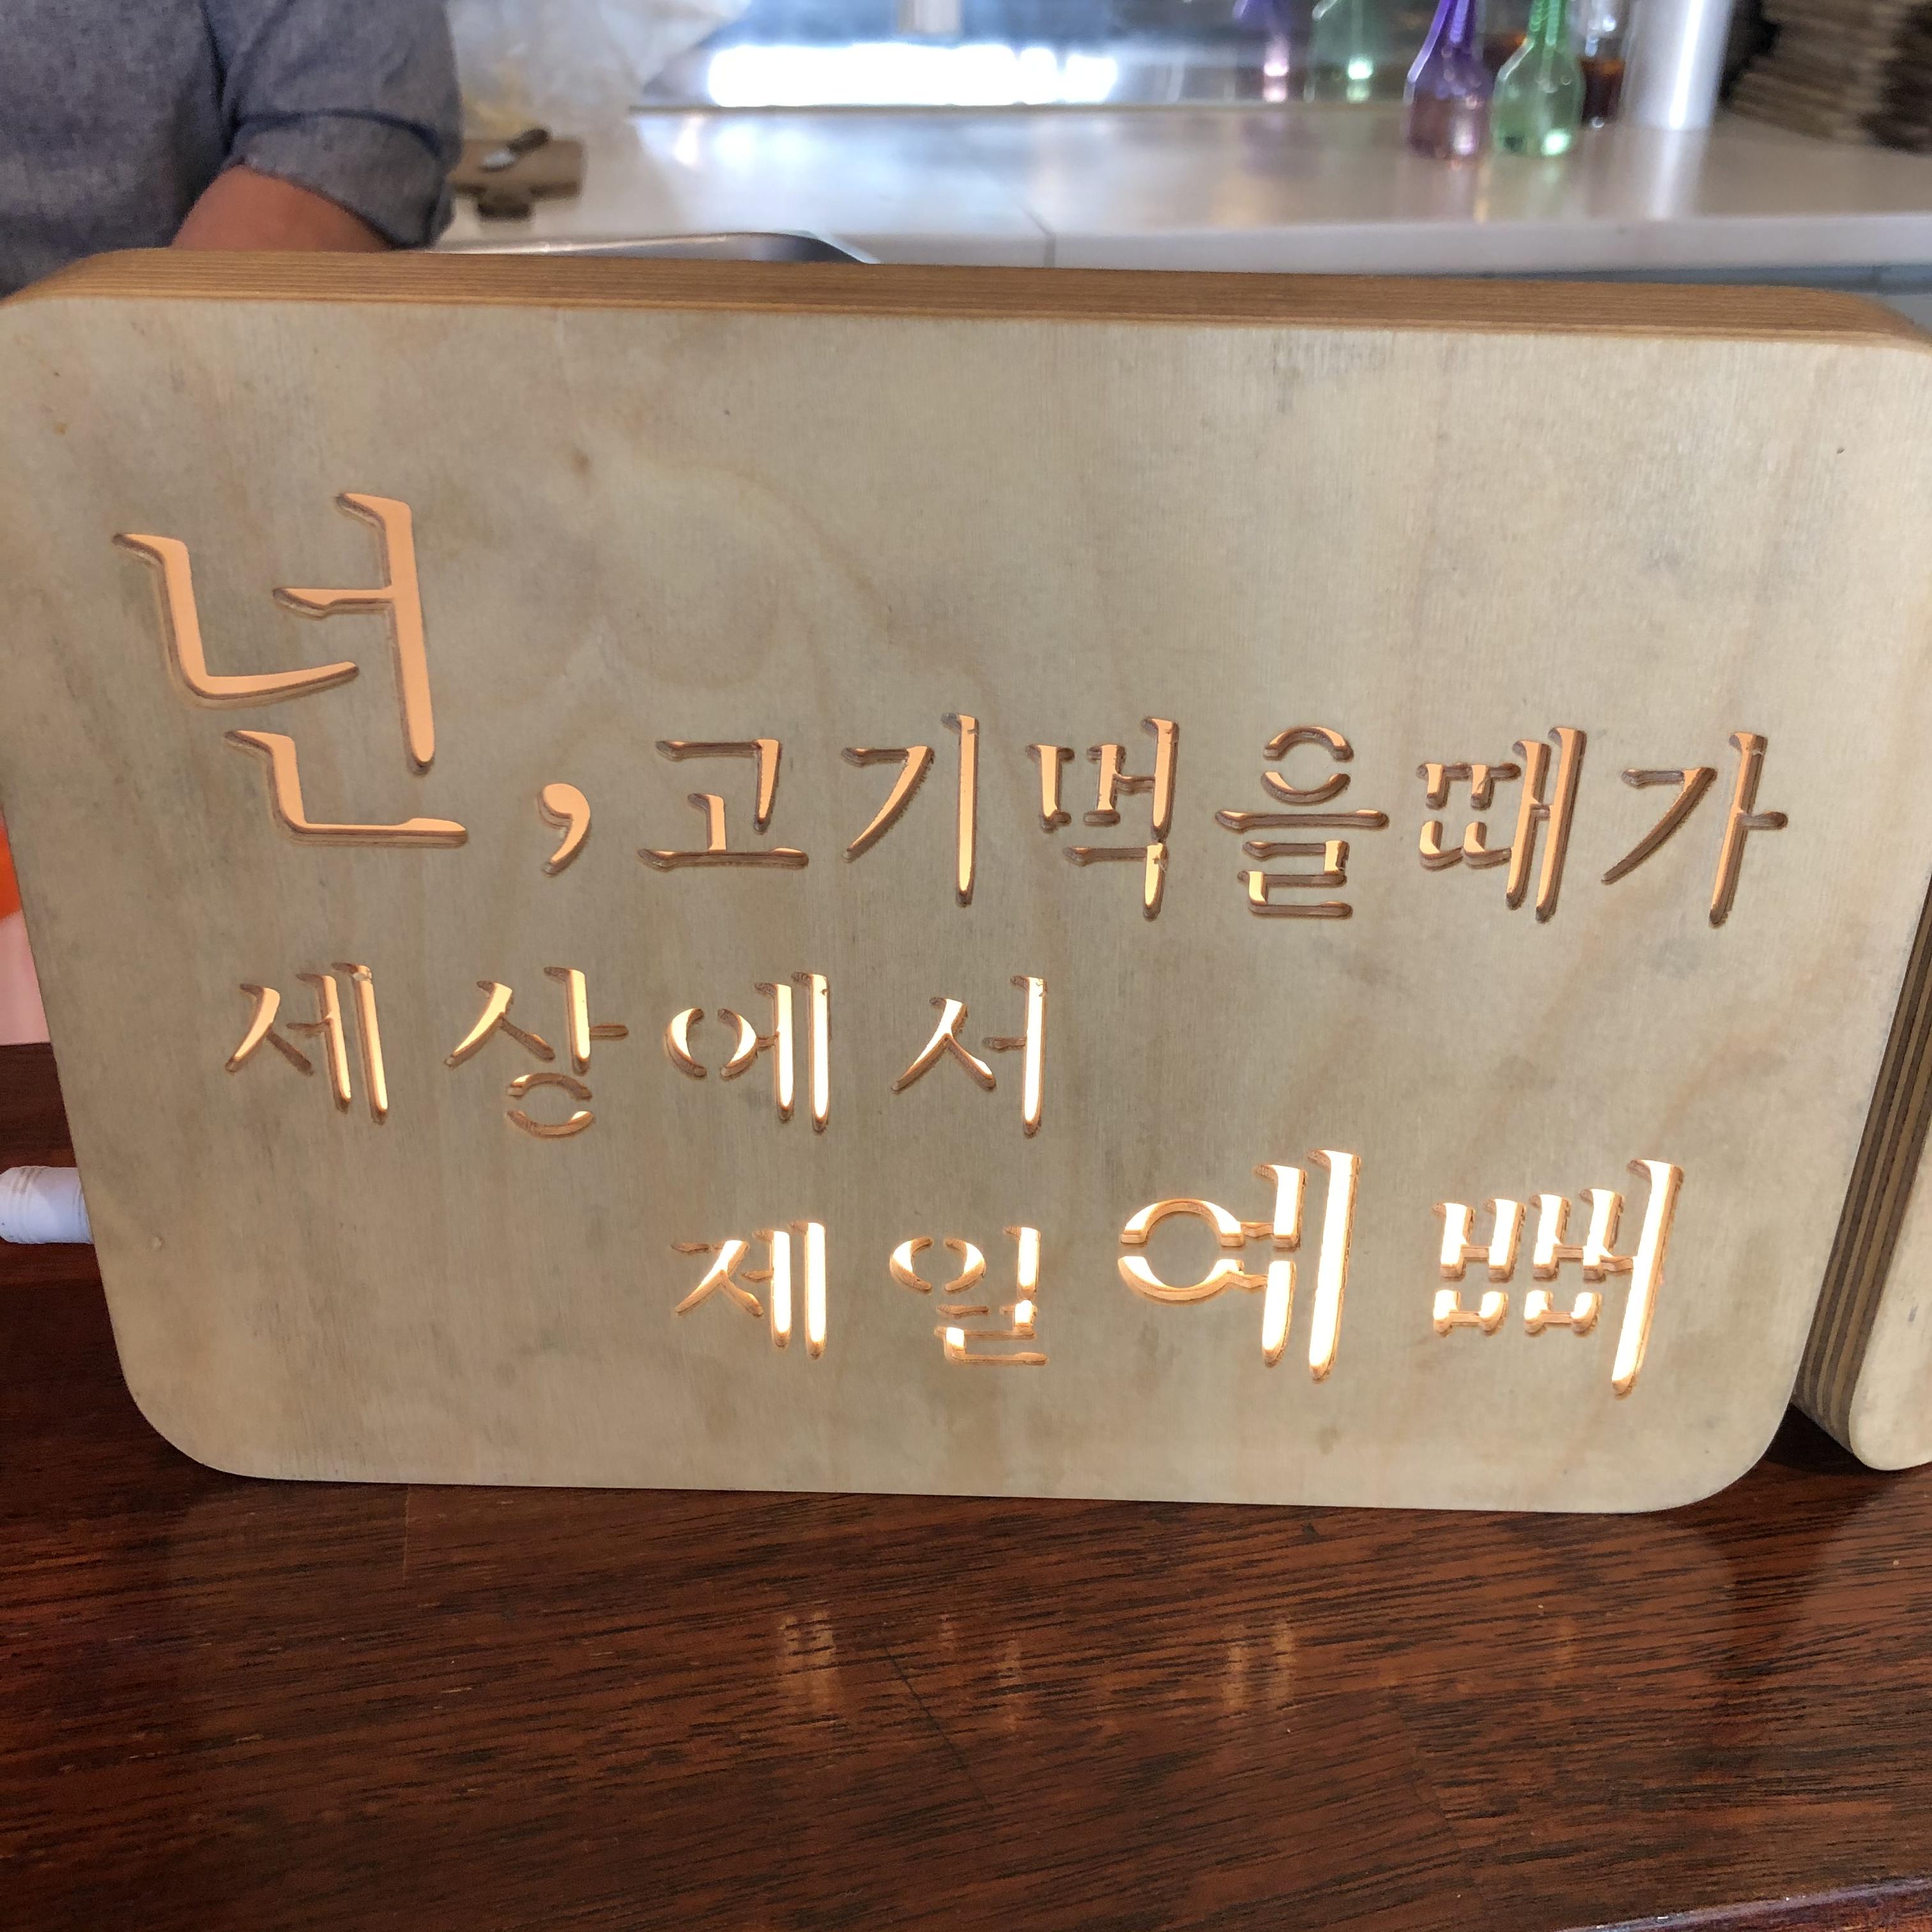 넌, 고기 먹을때가
세상에서
제일 예뻐